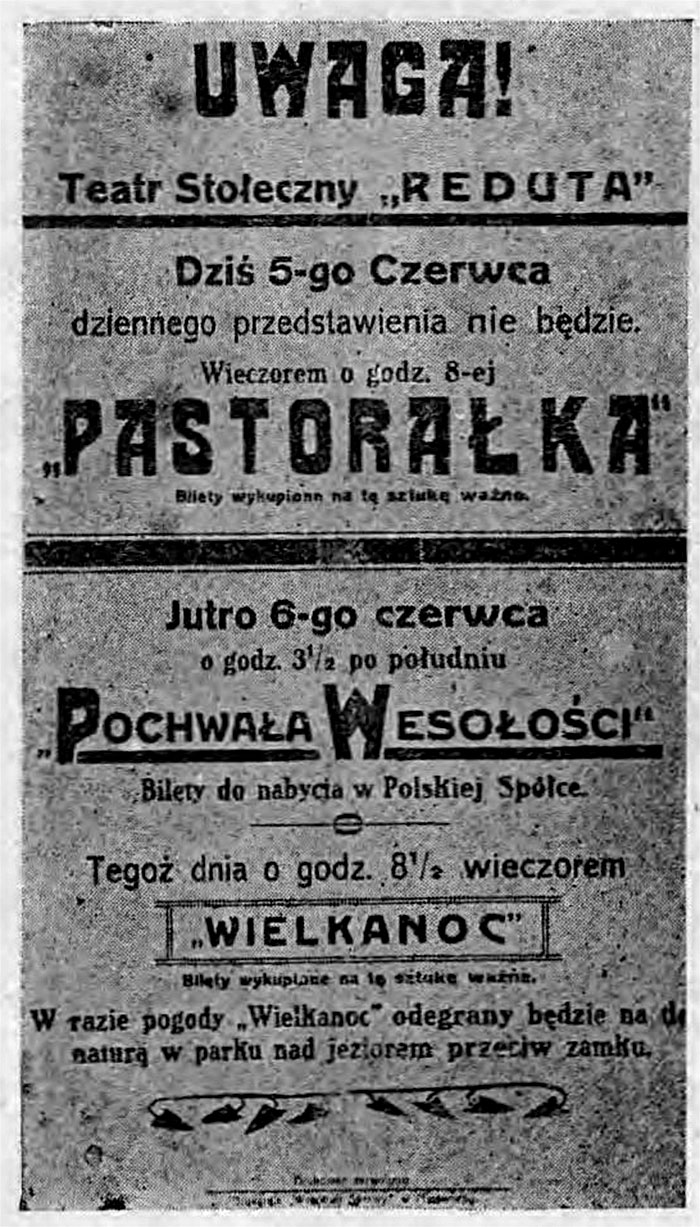 UWAGA!
Teatr Stołeczny „REDUTA”
Dziś 5-go Czerwca
dziennego przedstawienia nie będzie.
Wieczorem o godz. 8-ej
„PASTORAŁKA“
Bilety wykupione na tę sztukę ważne.
Jutro 6-go czerwca
o godz. 3¹/₂ po południu
„POCHWAŁA WESOŁOŚCI“
Bilety do nabycia w Polskiej Spółce.
Tegoż dnia o godz. 8¹/₂ wieczorem
„WIELKANOC”
Bilety wykupione na tę sztukę ważne.
W razie pogody „Wielkanoc” odegrany będzie na
naturą w parku nad jeziorem przeciw zamku.